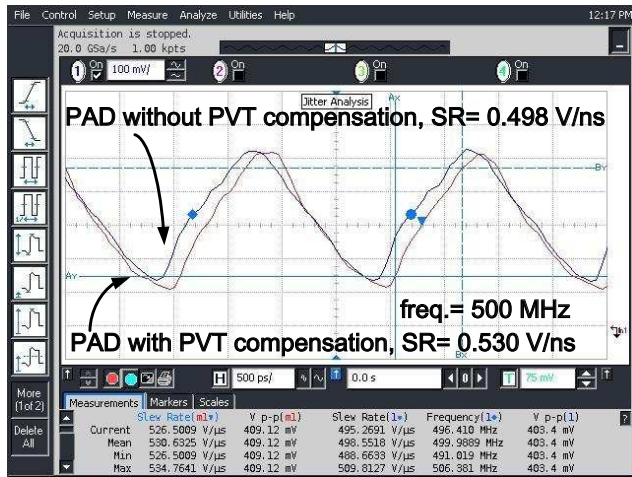 File Control Setup Measure Analyze Utilities Help 12:17 PM
Acquisition is stopped.
20.0 GSa/s 1.00 kpts
1 On 100 mV/ 2 On 3 On 4 On
Jitter Analysis Ax
PAD without PVT compensation, SR= 0.498 V/ns
By
Ay
freq.= 500 MHz
PAD with PVT compensation, SR= 0.530 V/ns
Bx
H 500 ps/ 0.0 s 0 T 75 mV
More
(1of 2)
Delete
All
Measurements Markers Scales
Slew Rate(m1) V p-p(m1) Slew Rate(1) Frequency(1) V p-p(1)
Current 526.5009 V/µs 409.12 mV 495.2691 V/µs 496.410 MHz 403.4 mV
Mean 530.6325 V/µs 409.12 mV 498.5518 V/µs 499.9889 MHz 403.4 mV
Min 526.5009 V/µs 409.12 mV 488.6633 V/µs 491.019 MHz 403.4 mV
Max 534.7641 V/µs 409.12 mV 509.8127 V/µs 506.381 MHz 403.4 mV